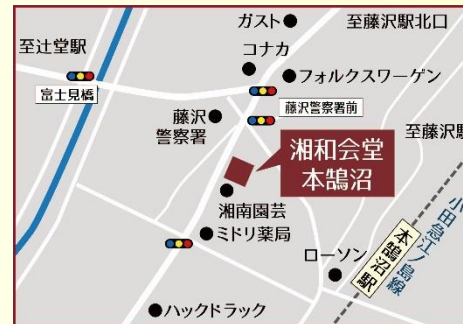 ガスト
至藤沢駅北口
至辻堂駅
コナカ
フォルクスワーゲン
富士見橋
藤沢警察署前
藤沢
警察署
至藤沢駅
湘和会堂
本鵠沼
湘南園芸
ミドリ薬局
小田急江ノ島線
本鵠沼駅
ローソン
ハックドラック